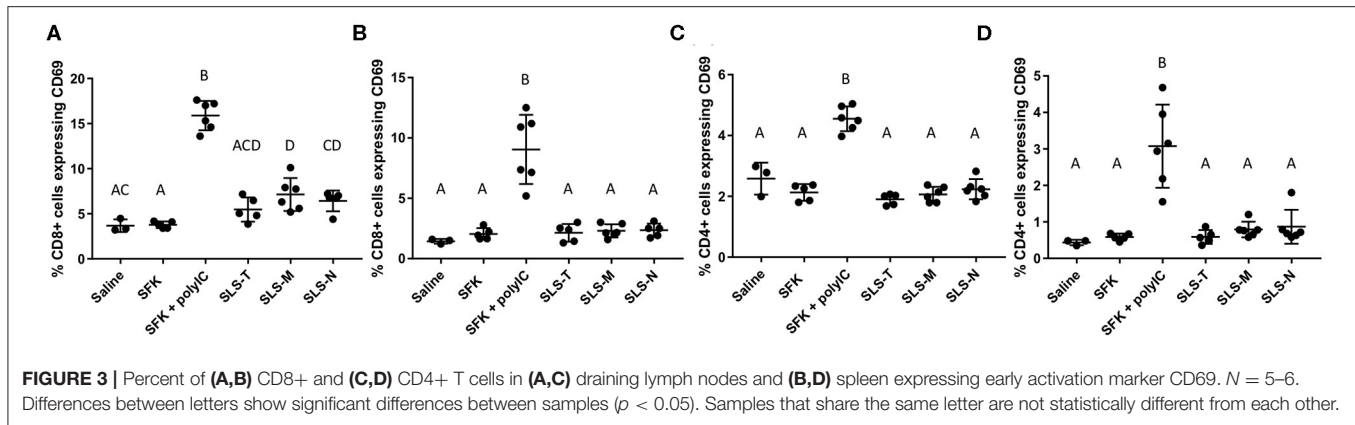 A
% CD8+ cells expressing CD69
20
15
10
5
0
AC
A
B
ACD
D
CD
Saline
SFK
SFK + polyIC
SLS-T
SLS-M
SLS-N
B
% CD8+ cells expressing CD69
15
10
5
0
A
A
B
A
A
A
Saline
SFK
SFK + polyIC
SLS-T
SLS-M
SLS-N
C
% CD4+ cells expressing CD69
6
4
2
0
A
A
B
A
A
A
Saline
SFK
SFK + polyIC
SLS-T
SLS-M
SLS-N
D
% CD4+ cells expressing CD69
5
4
3
2
1
0
A
A
B
A
A
A
Saline
SFK
SFK + polyIC
SLS-T
SLS-M
SLS-N
FIGURE 3 | Percent of (A,B) CD8+ and (C,D) CD4+ T cells in (A,C) draining lymph nodes and (B,D) spleen expressing early activation marker CD69. N = 5–6.
Differences between letters show significant differences between samples (p < 0.05). Samples that share the same letter are not statistically different from each other.